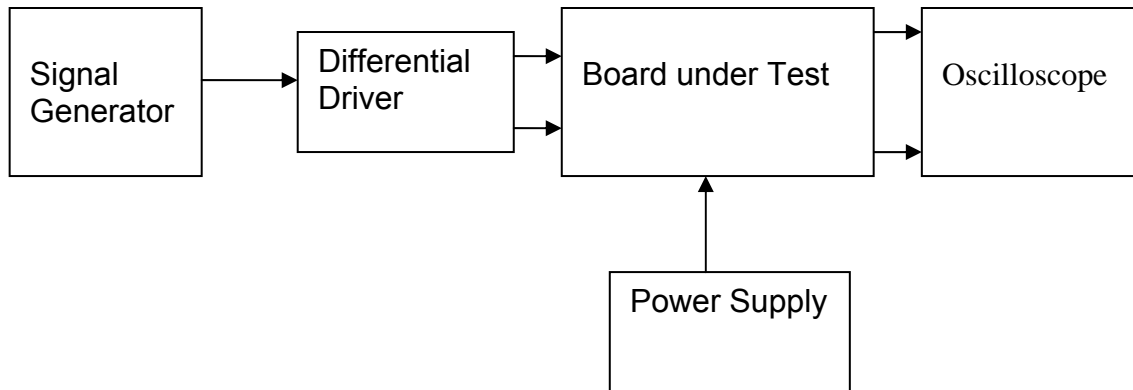 Signal
Generator
Differential
Driver
Board under Test
Oscilloscope
Power Supply